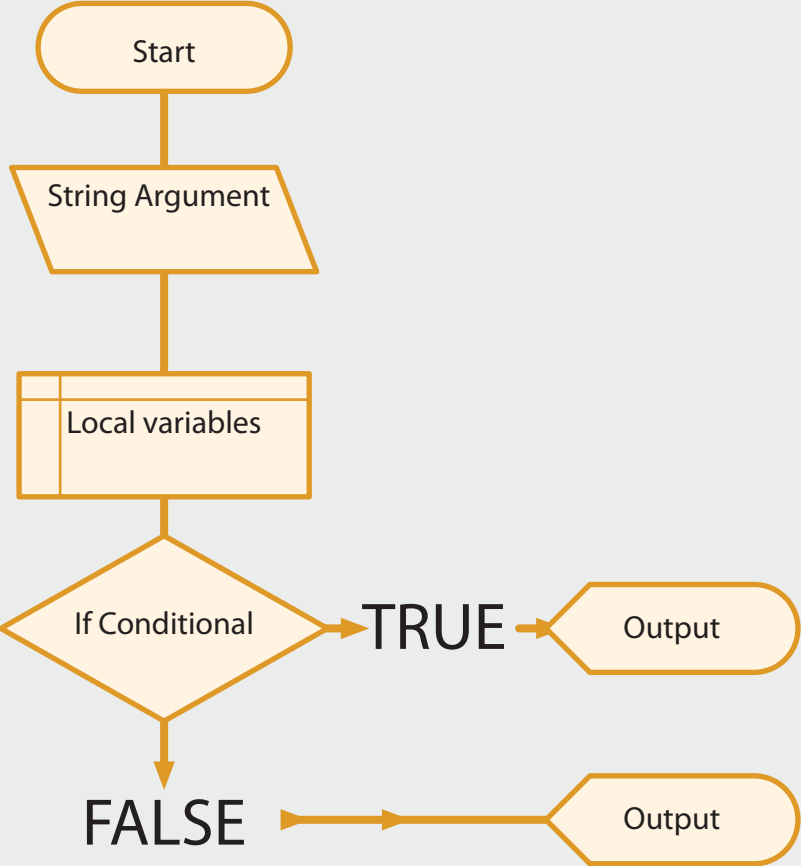 Start
String Argument
Local variables
If Conditional
TRUE
Output
FALSE
Output